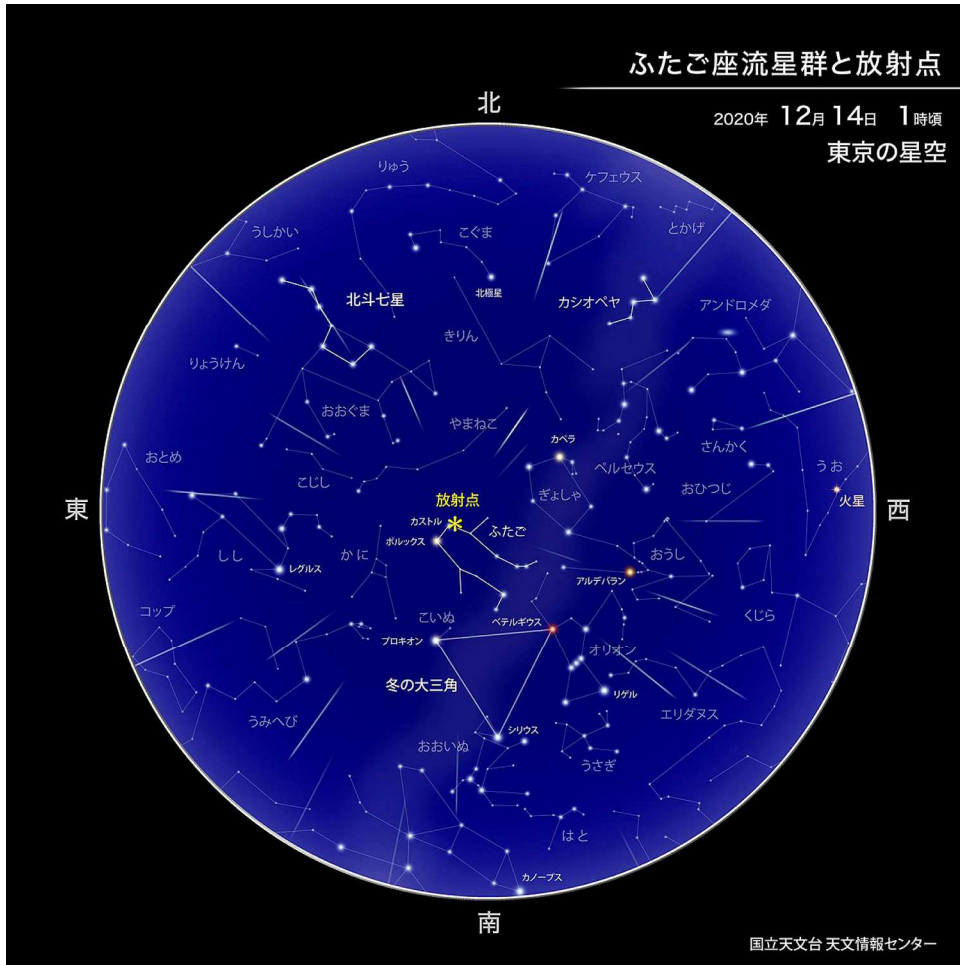 ふたご座流星群と放射点
2020年 12月14日 1時頃
東京の星空
北
りゅう
ケフェウス
とかげ
うしかい
こぐま
北極星
北斗七星
カシオペヤ
アンドロメダ
きりん
りょうけん
おおぐま
やまねこ
カペラ
さんかく
おとめ
ペルセウス
うお
こじし
ぎょしゃ
おひつじ
火星
東
放射点
西
カストル
ふたご
ポルックス
しし
レグルス
かに
おうし
アルデバラン
コップ
こいぬ
ベテルギウス
くじら
プロキオン
オリオン
冬の大三角
リゲル
うみへび
エリダヌス
シリウス
おおいぬ
うさぎ
はと
カノープス
南
国立天文台 天文情報センター